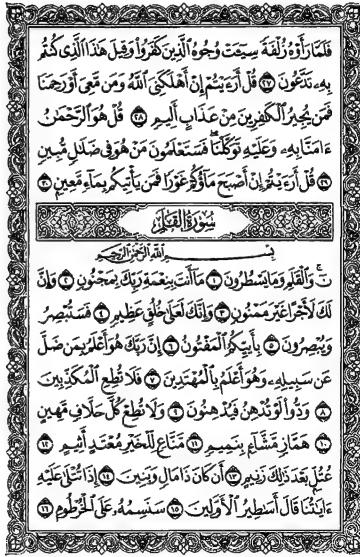 فَلَمَّا رَأَوْهُ زُلْفَةً سِيٓـَٔتْ وُجُوهُ ٱلَّذِينَ كَفَرُوا۟ وَقِيلَ هَٰذَا ٱلَّذِى كُنتُم
بِهِۦ تَدَّعُونَ ٢٧ قُلْ أَرَءَيْتُمْ إِنْ أَهْلَكَنِىَ ٱللَّهُ وَمَن مَّعِىَ أَوْ رَحِمَنَا
فَمَن يُجِيرُ ٱلْكَٰفِرِينَ مِنْ عَذَابٍ أَلِيمٍ ٢٨ قُلْ هُوَ ٱلرَّحْمَٰنُ
ءَامَنَّا بِهِۦ وَعَلَيْهِ تَوَكَّلْنَا ۖ فَسَتَعْلَمُونَ مَنْ هُوَ فِى ضَلَٰلٍ مُّبِينٍ
٢٩ قُلْ أَرَءَيْتُمْ إِنْ أَصْبَحَ مَآؤُكُمْ غَوْرًا فَمَن يَأْتِيكُم بِمَآءٍ مَّعِينٍۭ ٣٠
سُورَةُ القَلَمِ
بِسْمِ ٱللَّهِ ٱلرَّحْمَٰنِ ٱلرَّحِيمِ
نٓ ۚ وَٱلْقَلَمِ وَمَا يَسْطُرُونَ ١ مَآ أَنتَ بِنِعْمَةِ رَبِّكَ بِمَجْنُونٍ ٢ وَإِنَّ
لَكَ لَأَجْرًا غَيْرَ مَمْنُونٍ ٣ وَإِنَّكَ لَعَلَىٰ خُلُقٍ عَظِيمٍ ٤ فَسَتُبْصِرُ
وَيُبْصِرُونَ ٥ بِأَييِّكُمُ ٱلْمَفْتُونُ ٦ إِنَّ رَبَّكَ هُوَ أَعْلَمُ بِمَن ضَلَّ
عَن سَبِيلِهِۦ وَهُوَ أَعْلَمُ بِٱلْمُهْتَدِينَ ٧ فَلَا تُطِعِ ٱلْمُكَذِّبِينَ
٨ وَدُّوا۟ لَوْ تُدْهِنُ فَيُدْهِنُونَ ٩ وَلَا تُطِعْ كُلَّ حَلَّافٍ مَّهِينٍ
١٠ هَمَّازٍ مَّشَّآءٍۭ بِنَمِيمٍ ١١ مَّنَّاعٍ لِّلْخَيْرِ مُعْتَدٍ أَثِيمٍ ١٢
عُتُلٍّۭ بَعْدَ ذَٰلِكَ زَنِيمٍ ١٣ أَن كَانَ ذَا مَالٍ وَبَنِينَ ١٤ إِذَا تُتْلَىٰ عَلَيْهِ
ءَايَٰتُنَا قَالَ أَسَٰطِيرُ ٱلْأَوَّلِينَ ١٥ سَنَسِمُهُۥ عَلَى ٱلْخُرْطُومِ ١٦